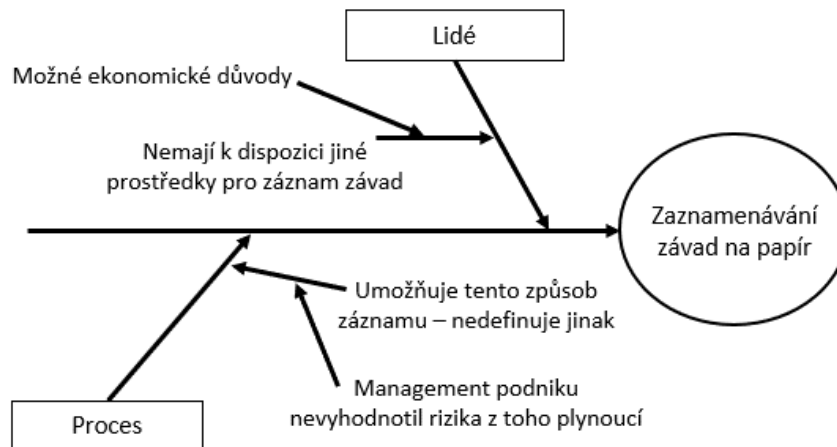 Lidé
Možné ekonomické důvody
Nemají k dispozici jiné
prostředky pro záznam závad
Zaznamenávání
závad na papír
Umožňuje tento způsob
záznamu – nedefinuje jinak
Management podniku
nevyhodnotil rizika z toho plynoucí
Proces